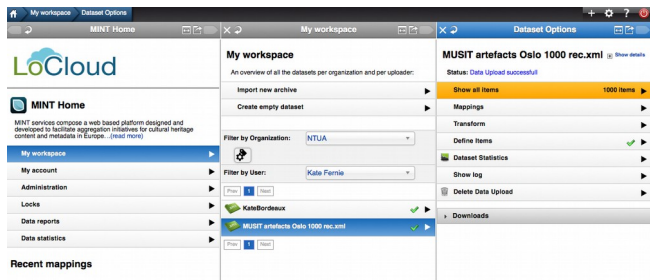 My workspace Dataset Options
MINT Home
LoCloud
MINT Home
MINT services compose a web based platform designed and
developed to facilitate aggregation initiatives for cultural heritage
content and metadata in Europe...(read more)
My workspace
My account
Administration
Locks
Data reports
Data statistics
Recent mappings
My workspace
My workspace
An overview of all the datasets per organization and per uploader:
Import new archive
Create empty dataset
Filter by Organization: NTUA
Filter by User: Kate Fernie
Prev 1 Next
KateBordeaux
MUSIT artefacts Oslo 1000 rec.xml
Prev 1 Next
Dataset Options
MUSIT artefacts Oslo 1000 rec.xml Show details
Status: Data Upload successfull
Show all items 1000 items
Mappings
Transform
Define Items
Dataset Statistics
Show log
Delete Data Upload
Downloads